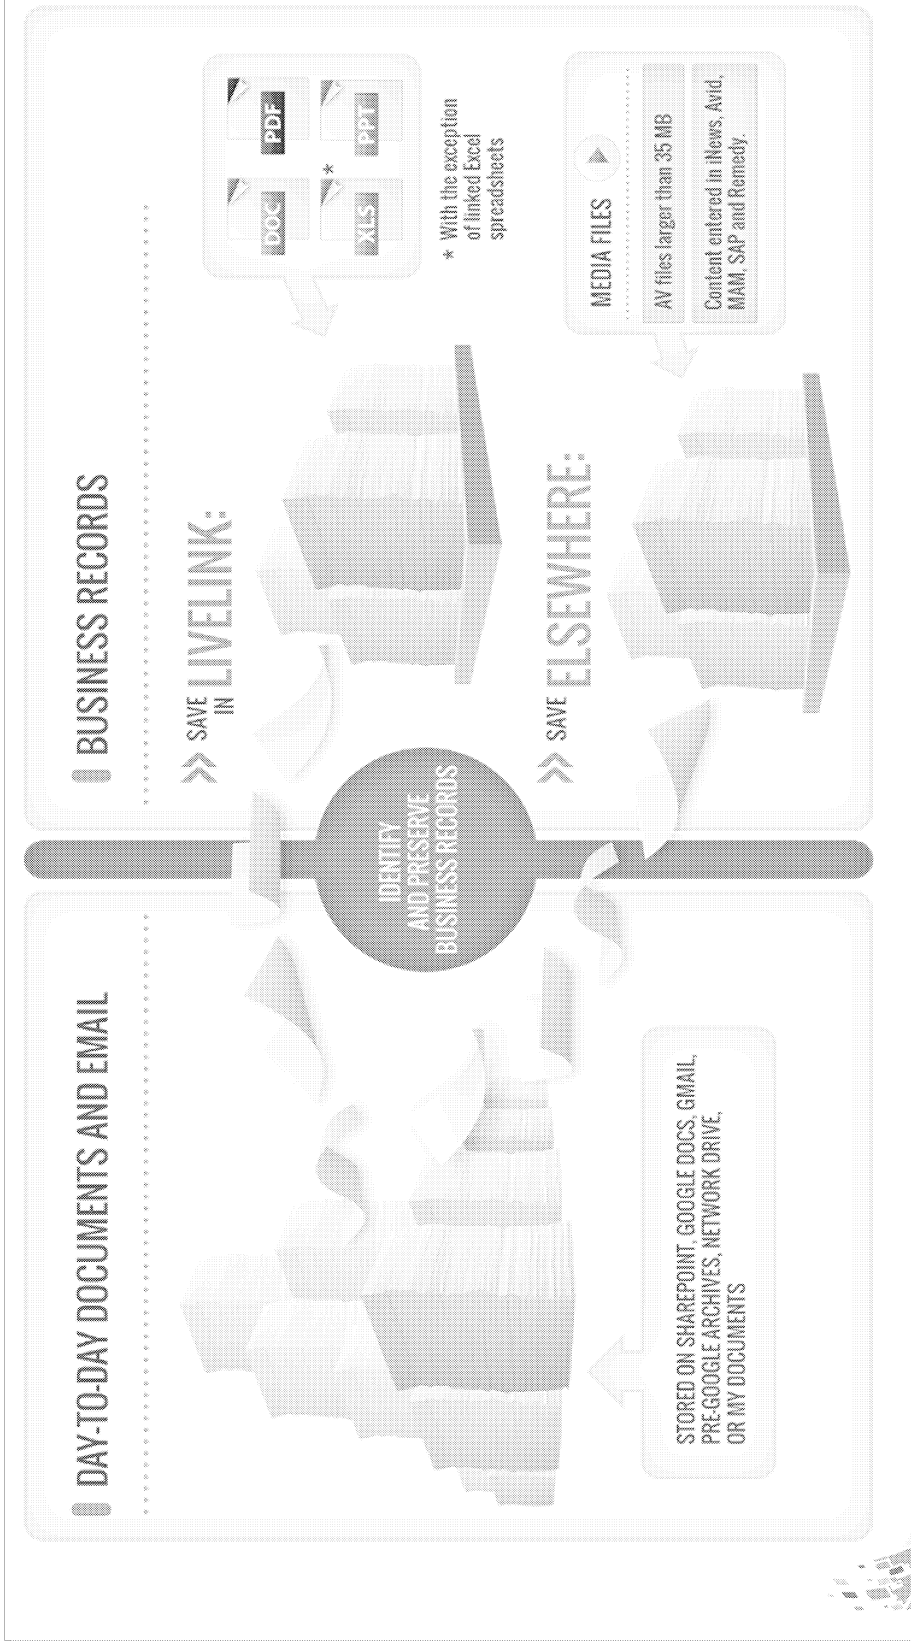 DAY-TO-DAY DOCUMENTS AND EMAIL
STORED ON SHAREPOINT, GOOGLE DOCS, GMAIL,
PRE-GOOGLE ARCHIVES, NETWORK DRIVE,
OR MY DOCUMENTS
IDENTIFY
AND PRESERVE
BUSINESS RECORDS
BUSINESS RECORDS
>> SAVE IN LIVELINK:
DOC PDF
XLS * PPT
* With the exception
of linked Excel
spreadsheets
>> SAVE ELSEWHERE:
MEDIA FILES
AV files larger than 35 MB
Content entered in iNews, Avid,
MAM, SAP and Remedy.